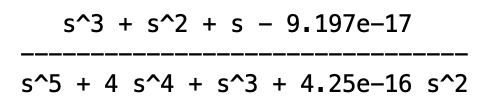 s^3 + s^2 + s - 9.197e-17
----------------------------------
s^5 + 4 s^4 + s^3 + 4.25e-16 s^2